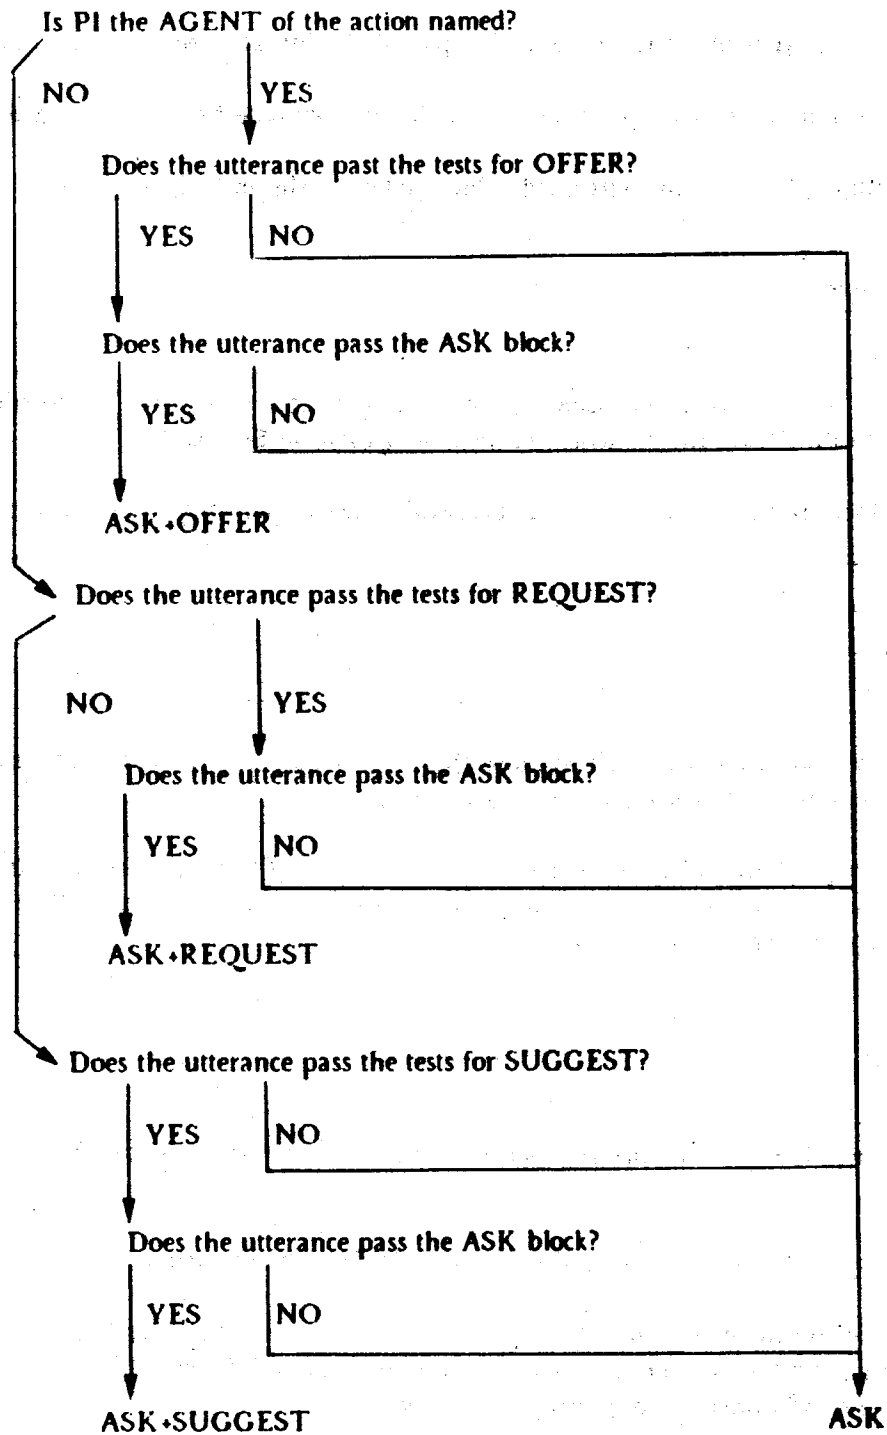 Is PI the AGENT of the action named?
NO YES
Does the utterance past the tests for OFFER?
YES NO
Does the utterance pass the ASK block?
YES NO
ASK+OFFER
Does the utterance pass the tests for REQUEST?
NO YES
Does the utterance pass the ASK block?
YES NO
ASK+REQUEST
Does the utterance pass the tests for SUGGEST?
YES NO
Does the utterance pass the ASK block?
YES NO
ASK+SUGGEST ASK